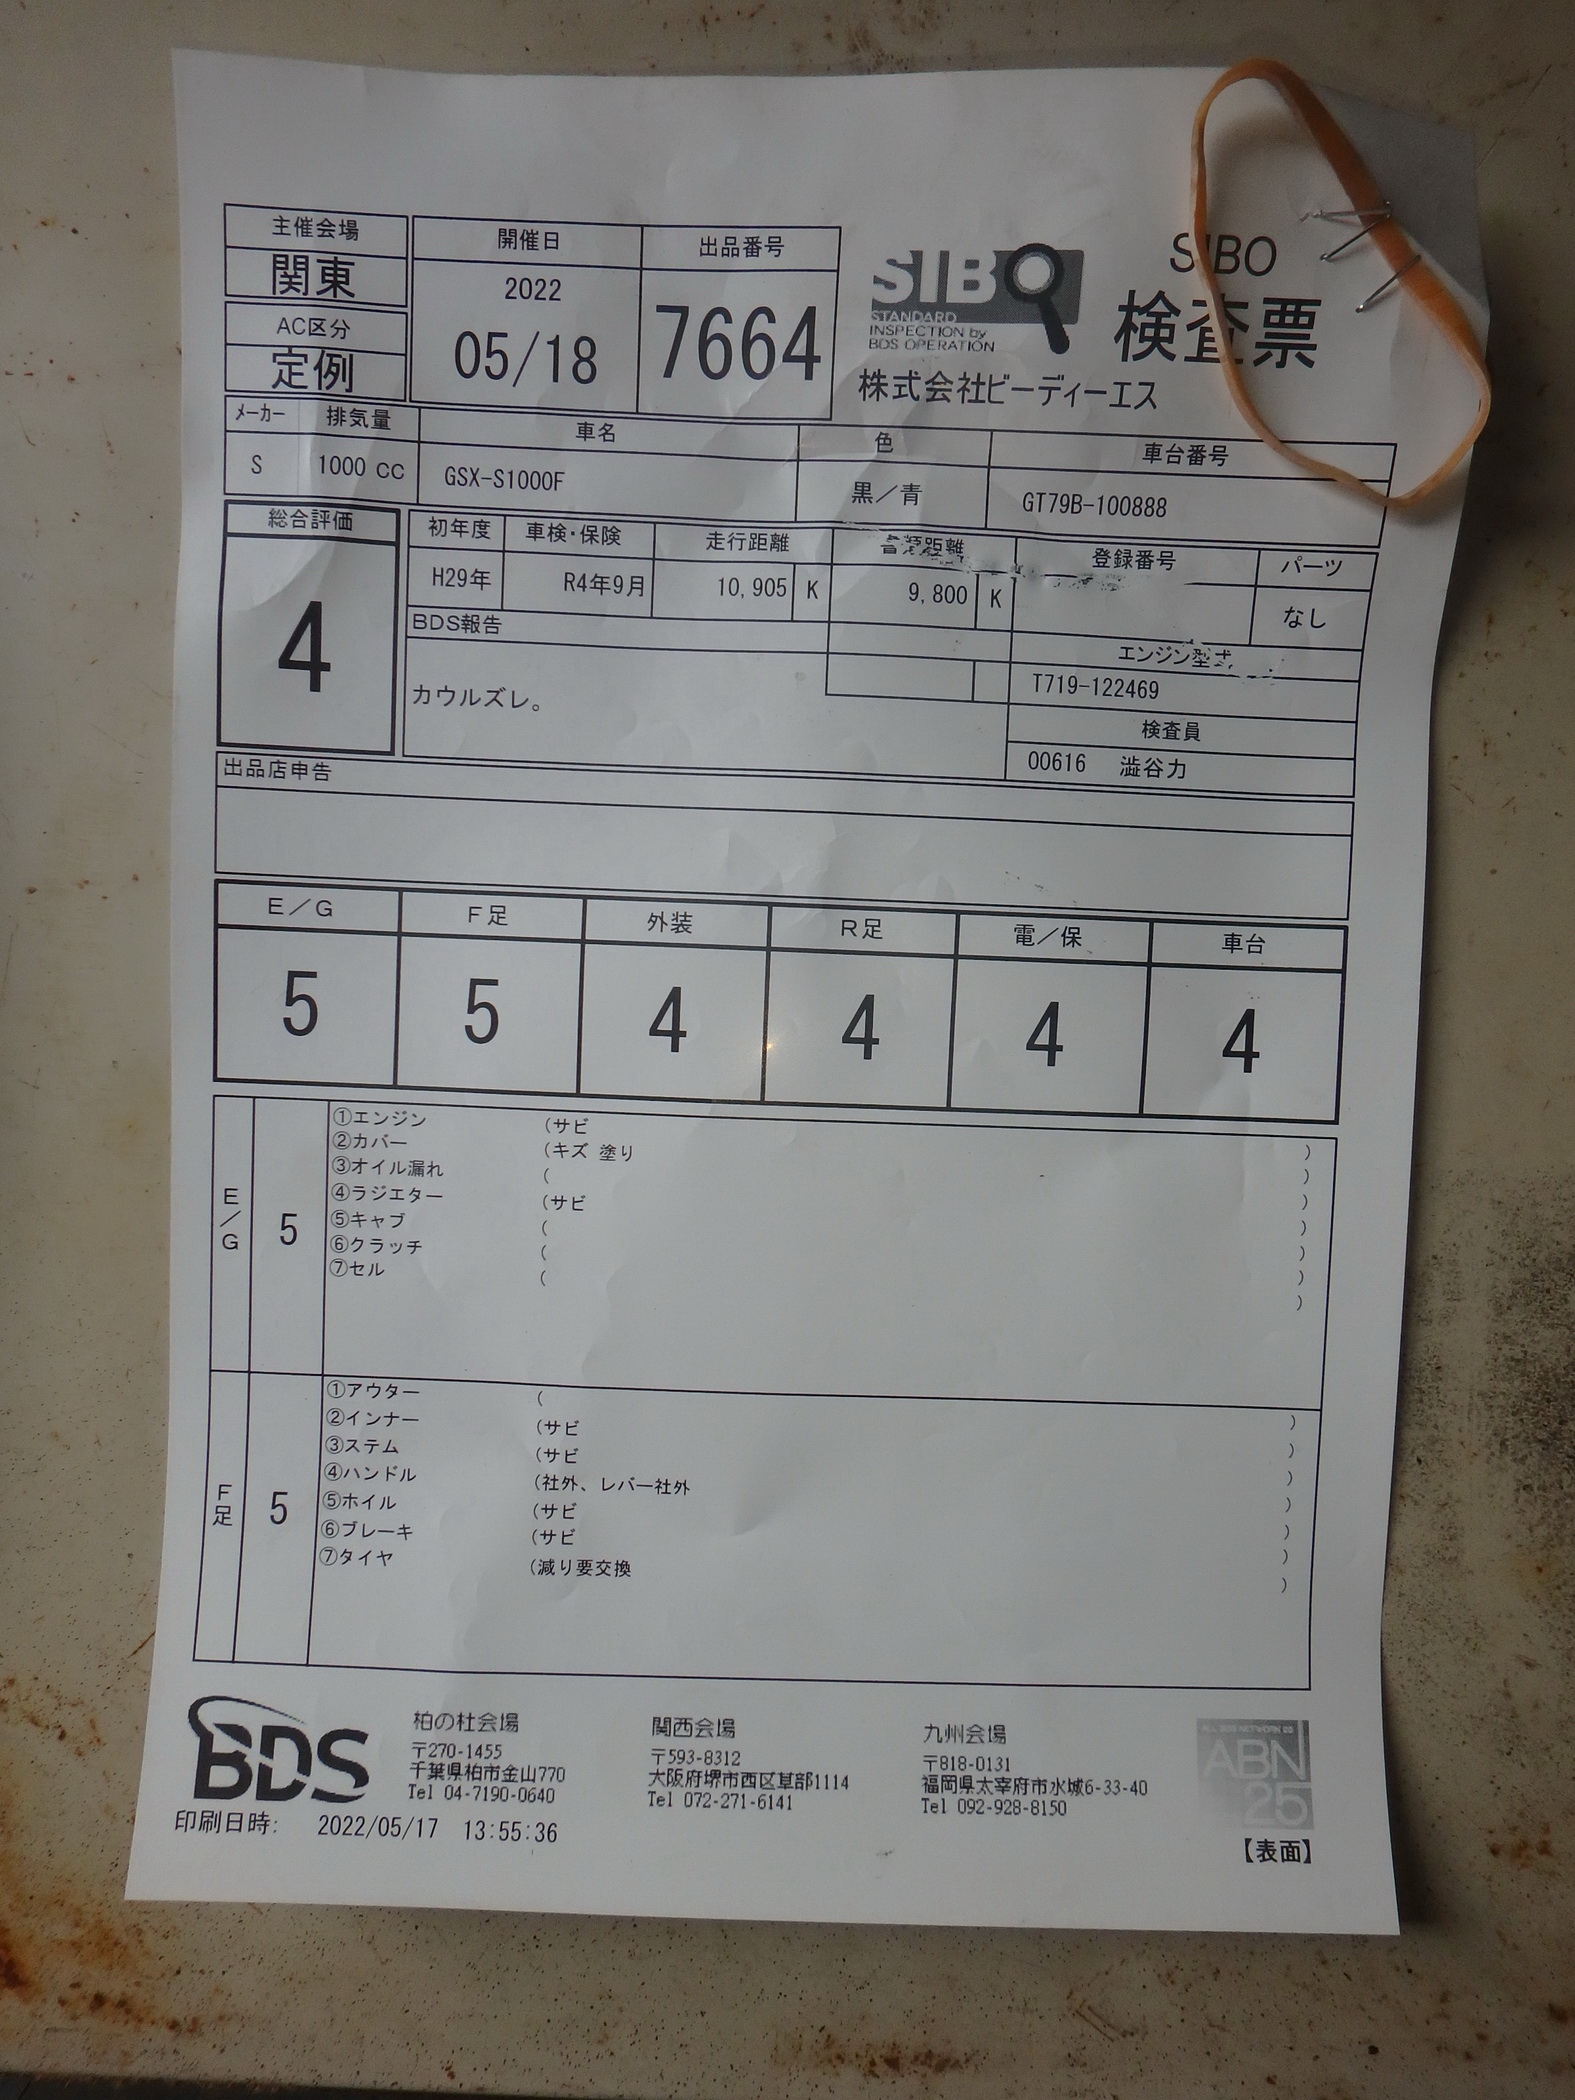 主催会場
開催日
出品番号
関東
2022
05/18
7664
AC区分
定例
SIBO
STANDARD
INSPECTION by
BDS OPERATION
SIBO
検査票
株式会社ビーディーエス
メーカー 排気量 車名 色 車台番号
S 1000 CC GSX-S1000F 黒／青 GT79B-100888
総合評価
4
初年度 車検・保険 走行距離 距離 登録番号 パーツ
H29年 R4年9月 10,905 K 9,800 K なし
BDS報告
カウルズレ。
エンジン型式
T719-122469
検査員
00616 澁谷力
出品店申告
E／G F足 外装 R足 電／保 車台
5 5 4 4 4 4
E／G 5
①エンジン (サビ )
②カバー (キズ 塗り )
③オイル漏れ ( )
④ラジエター (サビ )
⑤キャブ ( )
⑥クラッチ ( )
⑦セル ( )
F足 5
①アウター ( )
②インナー (サビ )
③ステム (サビ )
④ハンドル (社外、レバー社外 )
⑤ホイル (サビ )
⑥ブレーキ (サビ )
⑦タイヤ (減り要交換 )
BDS
柏の杜会場
〒270-1455
千葉県柏市金山770
Tel 04-7190-0640
関西会場
〒593-8312
大阪府堺市西区草部1114
Tel 072-271-6141
九州会場
〒818-0131
福岡県太宰府市水城6-33-40
Tel 092-928-8150
ALL BDS NETWORK 25
ABN
25
印刷日時: 2022/05/17 13:55:36
【表面】